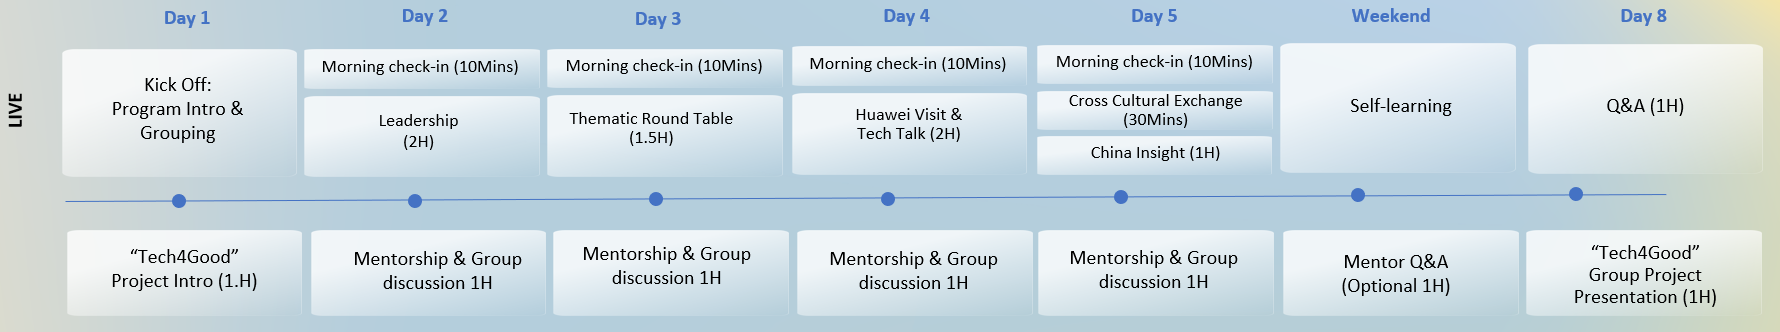 Day 1
Day 2
Day 3
Day 4
Day 5
Weekend
Day 8
LIVE
Kick Off:
Program Intro &
Grouping
Morning check-in (10Mins)
Leadership
(2H)
Morning check-in (10Mins)
Thematic Round Table
(1.5H)
Morning check-in (10Mins)
Huawei Visit &
Tech Talk (2H)
Morning check-in (10Mins)
Cross Cultural Exchange
(30Mins)
China Insight (1H)
Self-learning
Q&A (1H)
“Tech4Good”
Project Intro (1.H)
Mentorship & Group
discussion 1H
Mentorship & Group
discussion 1H
Mentorship & Group
discussion 1H
Mentorship & Group
discussion 1H
Mentor Q&A
(Optional 1H)
“Tech4Good”
Group Project
Presentation (1H)